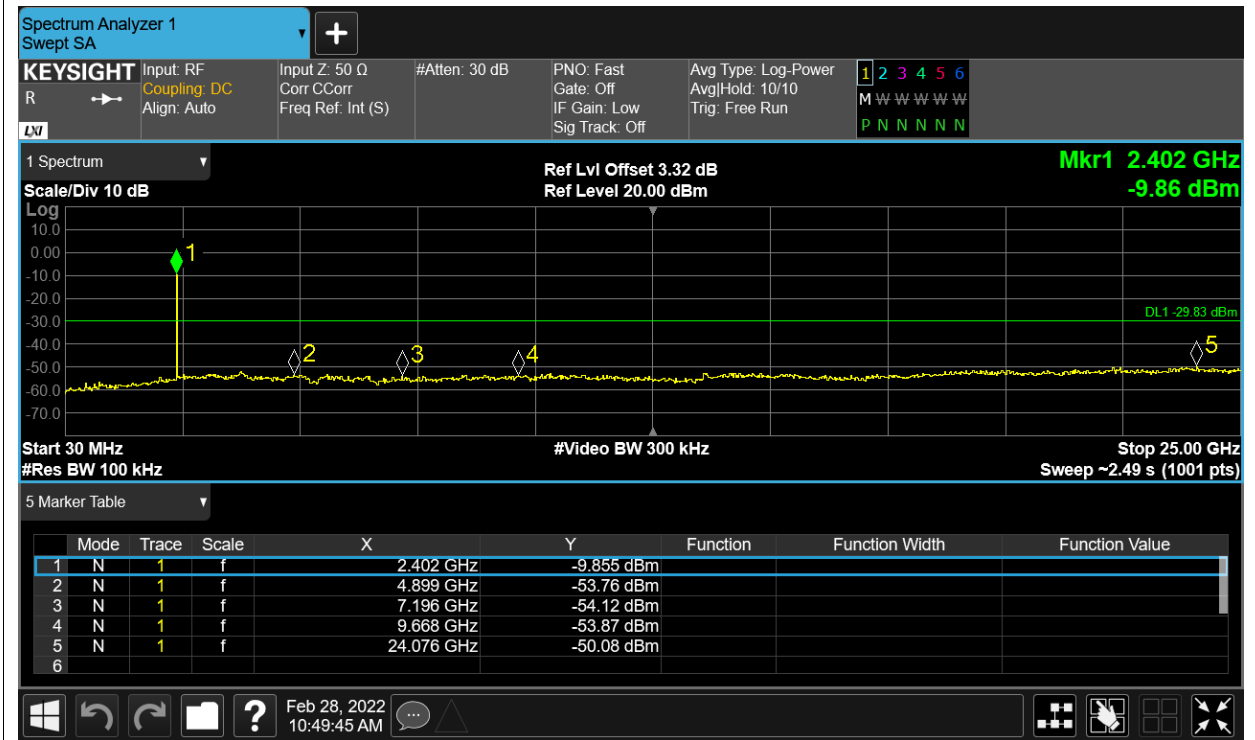 Spectrum Analyzer 1
Swept SA
KEYSIGHT
R
LXI
Input: RF
Coupling: DC
Align: Auto
Input Z: 50 Ω
Corr CCorr
Freq Ref: Int (S)
#Atten: 30 dB
PNO: Fast
Gate: Off
IF Gain: Low
Sig Track: Off
Avg Type: Log-Power
Avg|Hold: 10/10
Trig: Free Run
1 2 3 4 5 6
M W W W W W
P N N N N N
1 Spectrum
Scale/Div 10 dB
Ref Lvl Offset 3.32 dB
Ref Level 20.00 dBm
Mkr1 2.402 GHz
-9.86 dBm
Log
10.0
0.00
-10.0
-20.0
-30.0
-40.0
-50.0
-60.0
-70.0
1
2
3
4
5
DL1 -29.83 dBm
Start 30 MHz
#Res BW 100 kHz
#Video BW 300 kHz
Stop 25.00 GHz
Sweep ~2.49 s (1001 pts)
5 Marker Table
Mode Trace Scale X Y Function Function Width Function Value
1 N 1 f 2.402 GHz -9.855 dBm
2 N 1 f 4.899 GHz -53.76 dBm
3 N 1 f 7.196 GHz -54.12 dBm
4 N 1 f 9.668 GHz -53.87 dBm
5 N 1 f 24.076 GHz -50.08 dBm
6
?
Feb 28, 2022
10:49:45 AM